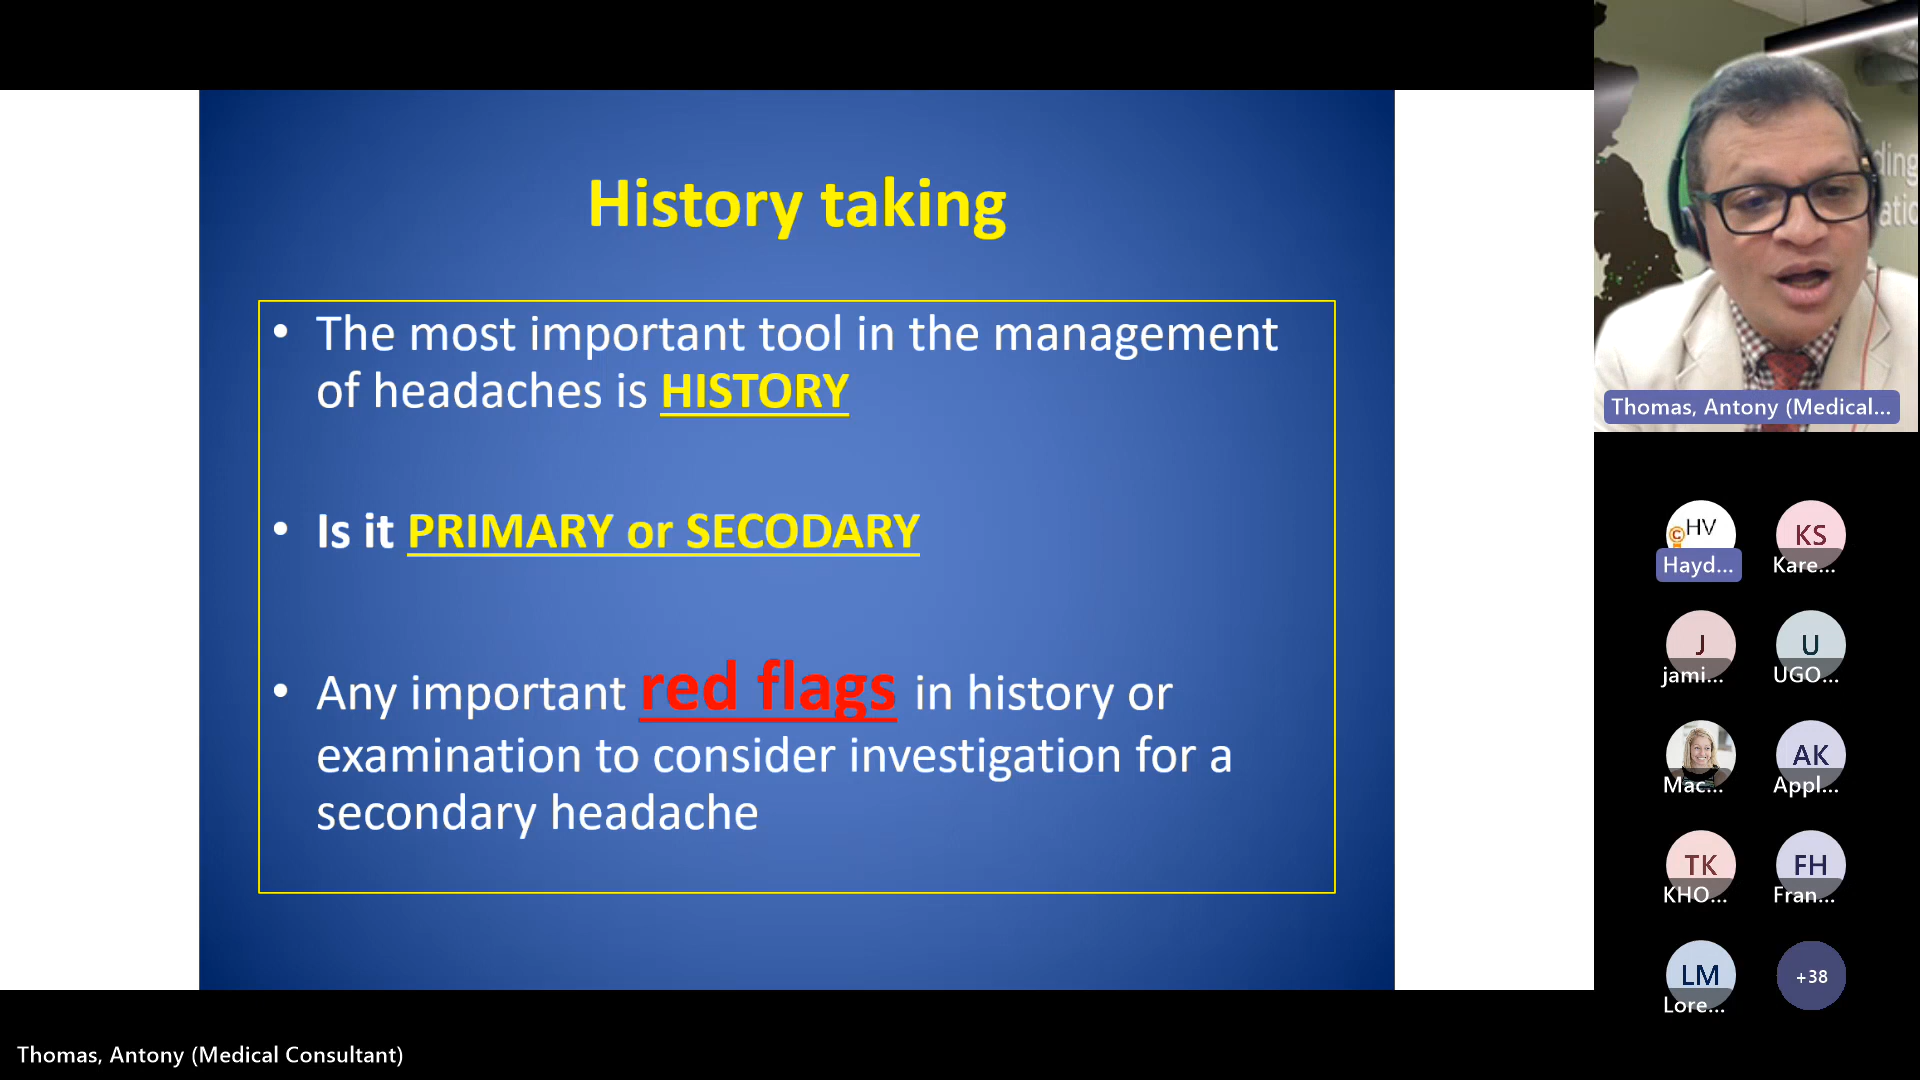 History taking
• The most important tool in the management
of headaches is HISTORY
• Is it PRIMARY or SECODARY
• Any important red flags in history or
examination to consider investigation for a
secondary headache
ding
atio
Thomas, Antony (Medical...
HV
Hayd...
KS
Kare...
J
jami...
U
UGO...
Mac...
AK
Appl...
TK
KHO...
FH
Fran...
LM
Lore...
+38
Thomas, Antony (Medical Consultant)